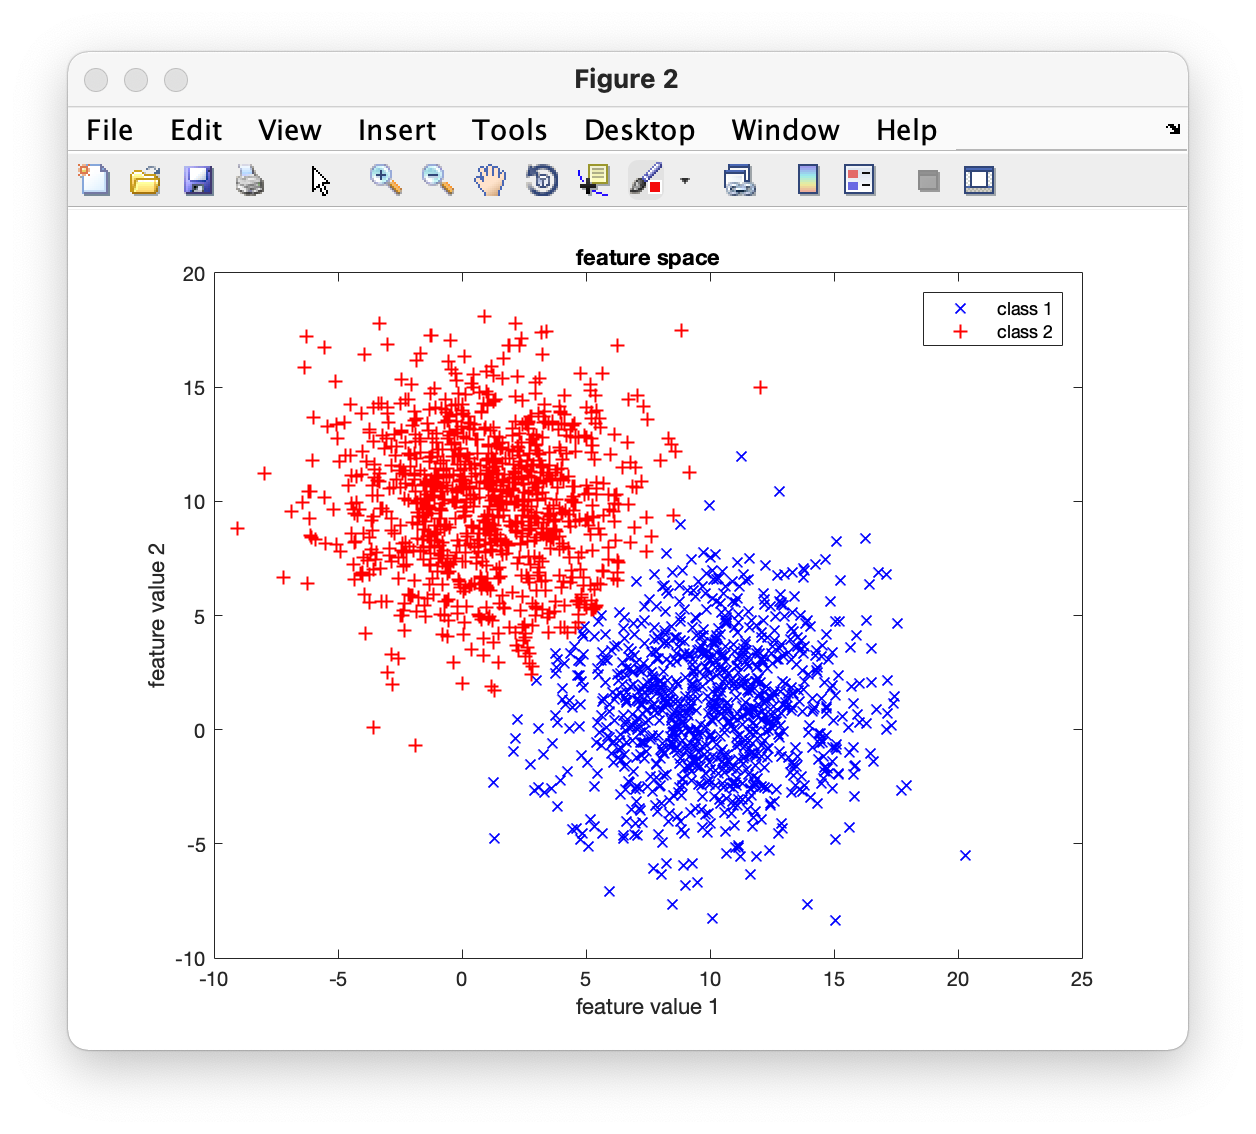 Figure 2
File Edit View Insert Tools Desktop Window Help
feature space
class 1
class 2
20
15
10
5
0
-5
-10
feature value 2
-10 -5 0 5 10 15 20 25
feature value 1